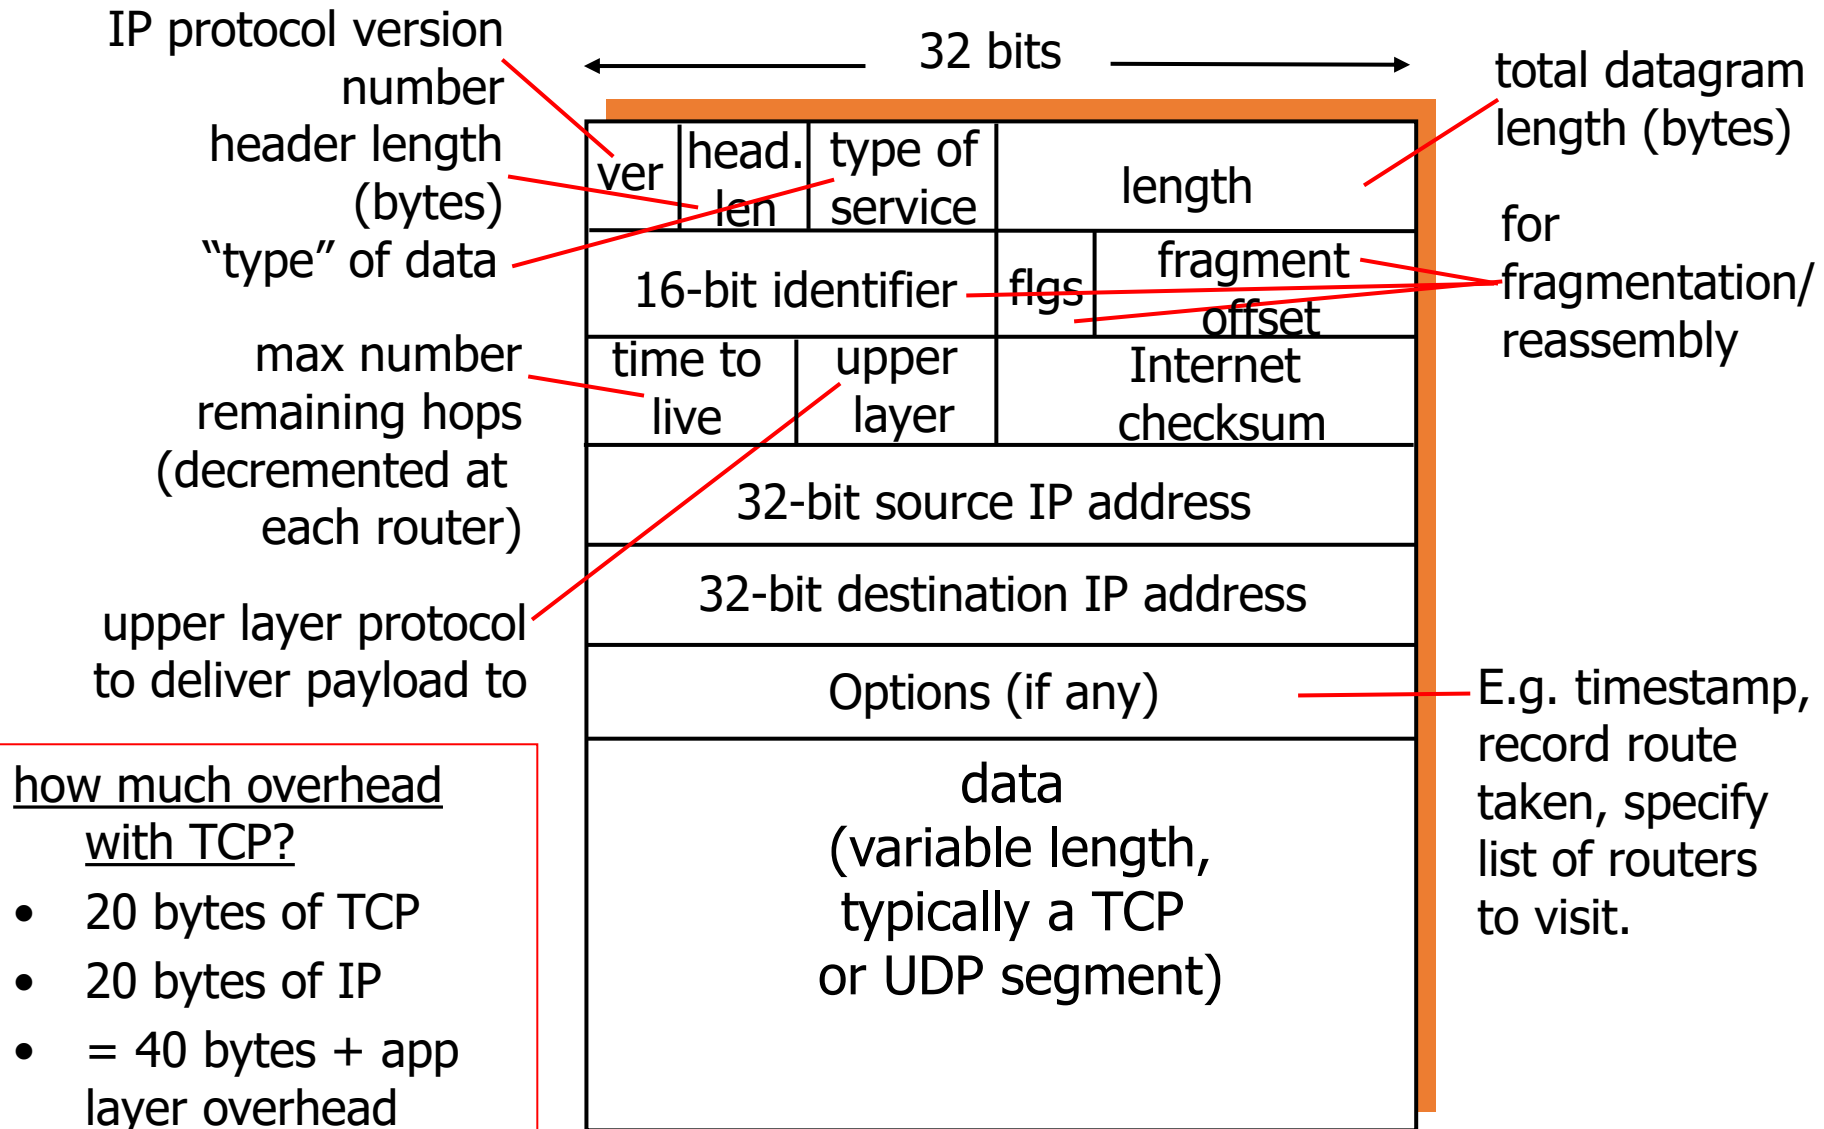 IP protocol version
number
header length
(bytes)
“type” of data
max number
remaining hops
(decremented at
each router)
upper layer protocol
to deliver payload to
how much overhead
with TCP?
• 20 bytes of TCP
• 20 bytes of IP
• = 40 bytes + app
layer overhead
32 bits
ver
head.
len
type of
service
length
16-bit identifier
flgs
fragment
offset
time to
live
upper
layer
Internet
checksum
32-bit source IP address
32-bit destination IP address
Options (if any)
data
(variable length,
typically a TCP
or UDP segment)
total datagram
length (bytes)
for
fragmentation/
reassembly
E.g. timestamp,
record route
taken, specify
list of routers
to visit.